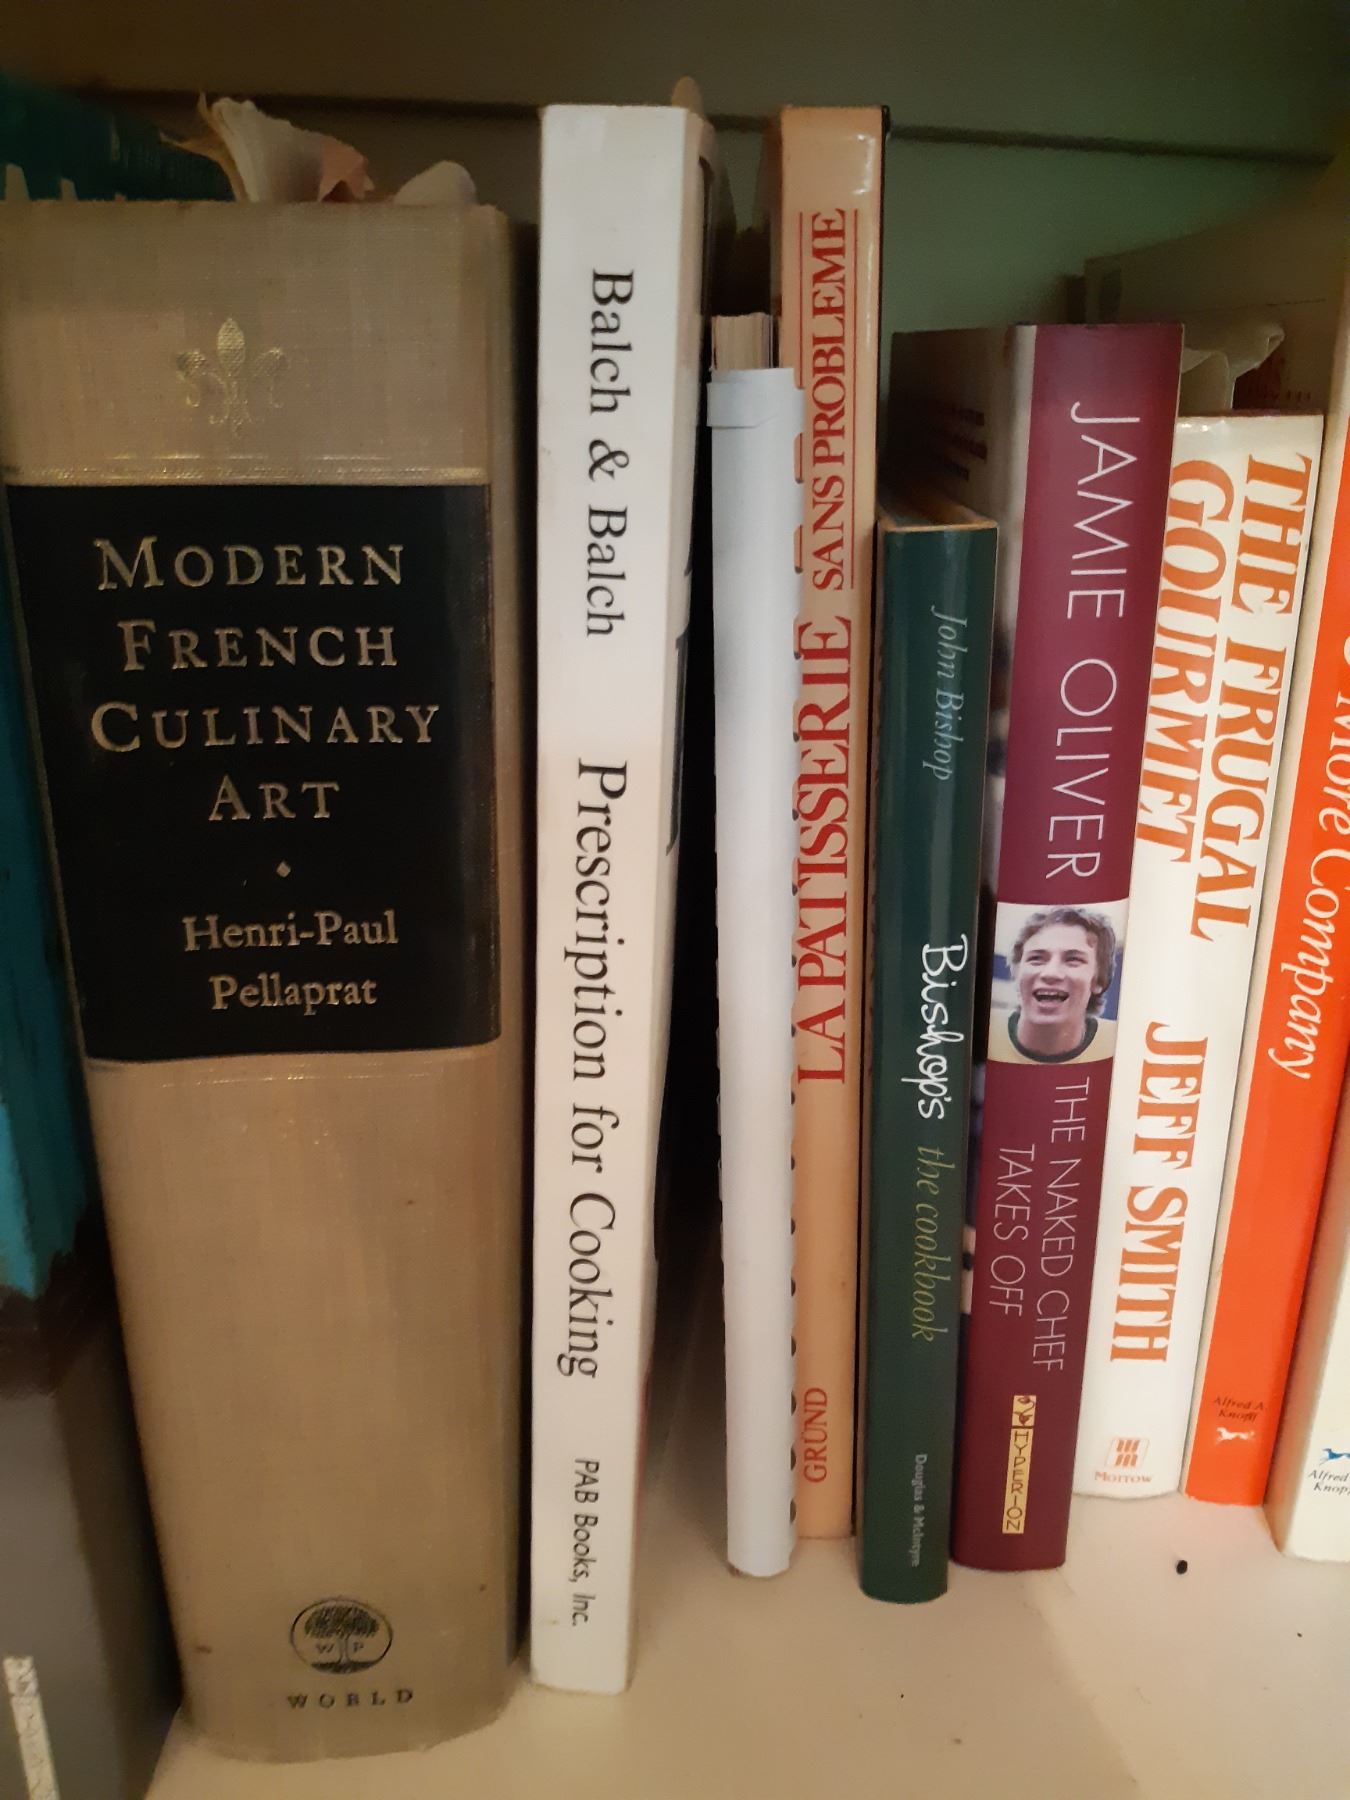 MODERN
FRENCH
CULINARY
ART
Henri-Paul
Pellaprat
W P
WORLD
Balch & Balch Prescription for Cooking PAB Books, Inc.
LA PATISSERIE SANS PROBLEME
GRÜND
John Bishop Bishop's the cookbook Douglas & McIntyre
JAMIE OLIVER
THE NAKED CHEF
TAKES OFF
HYPERION
THE FRUGAL
GOURMET
JEFF SMITH
MORROW
More Company
Alfred A.
Knopf
Alfred
Knopf